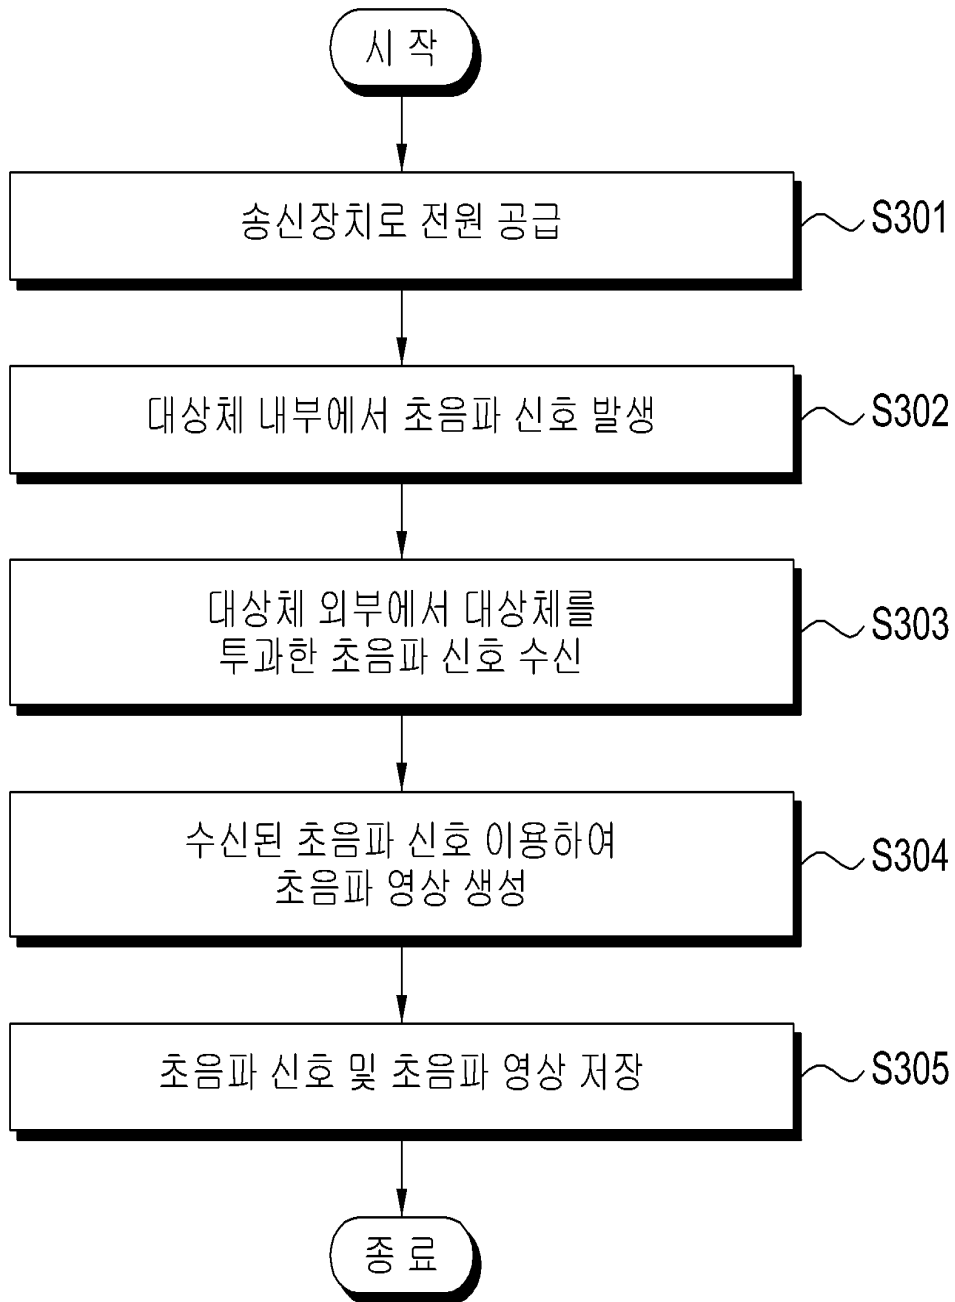 시 작
송신장치로 전원 공급
S301
대상체 내부에서 초음파 신호 발생
S302
대상체 외부에서 대상체를
투과한 초음파 신호 수신
S303
수신된 초음파 신호 이용하여
초음파 영상 생성
S304
초음파 신호 및 초음파 영상 저장
S305
종 료